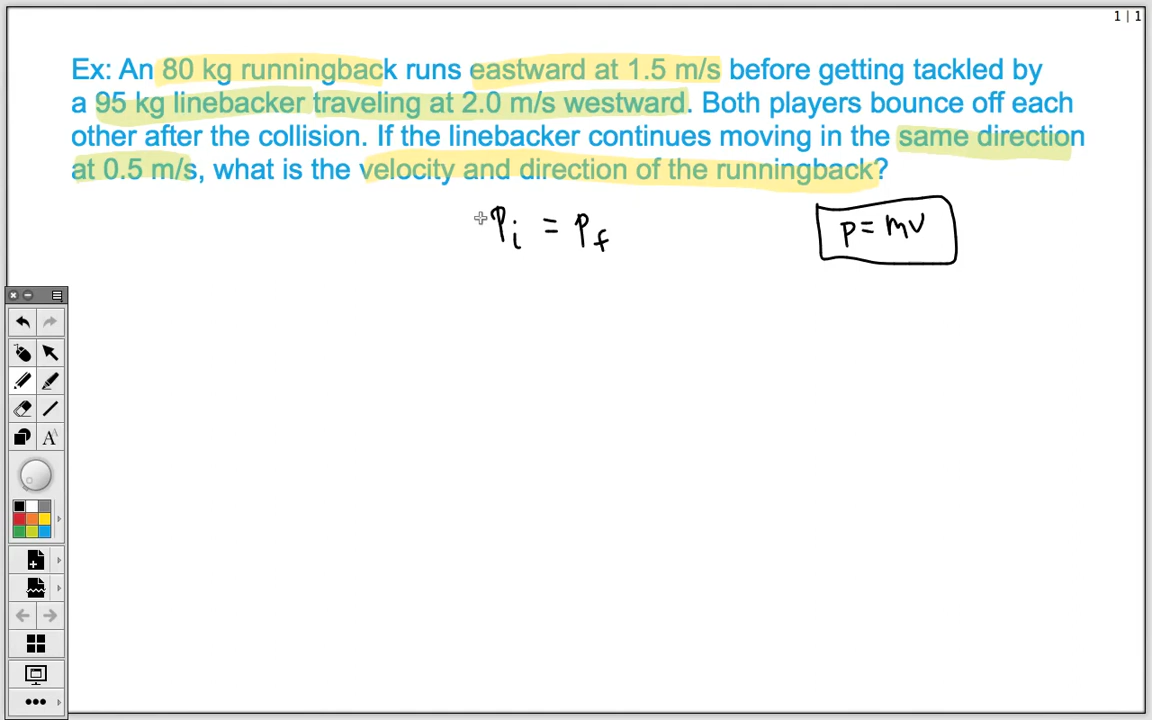 1 | 1
Ex: An 80 kg runningback runs eastward at 1.5 m/s before getting tackled by
a 95 kg linebacker traveling at 2.0 m/s westward. Both players bounce off each
other after the collision. If the linebacker continues moving in the same direction
at 0.5 m/s, what is the velocity and direction of the runningback?
Pi = Pf
P = mv
A